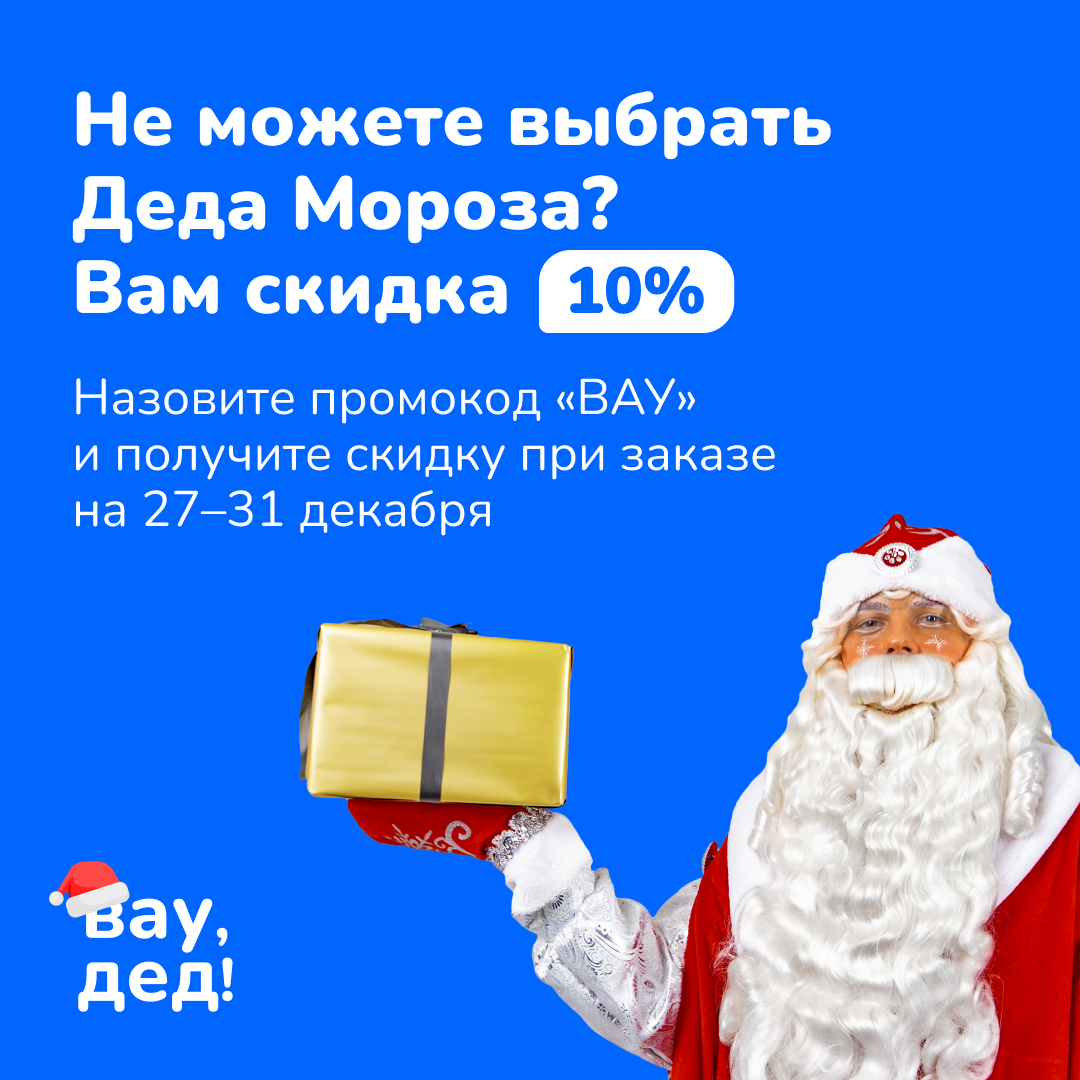 Не можете выбрать
Деда Мороза?
Вам скидка 10%
Назовите промокод «ВАУ»
и получите скидку при заказе
на 27–31 декабря
вау,
дед!